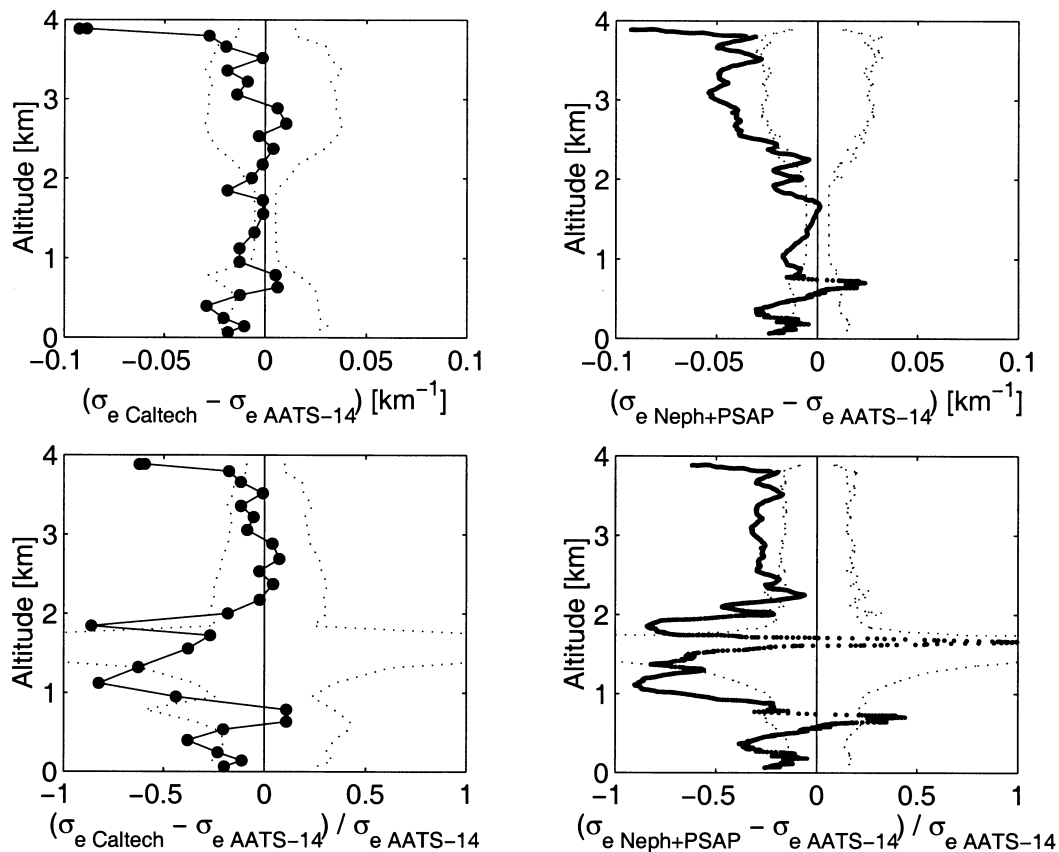 4
3
2
1
0
Altitude [km]
−0.1 −0.05 0 0.05 0.1
(σe Caltech − σe AATS−14) [km−1]
4
3
2
1
0
Altitude [km]
−0.1 −0.05 0 0.05 0.1
(σe Neph+PSAP − σe AATS−14) [km−1]
4
3
2
1
0
Altitude [km]
−1 −0.5 0 0.5 1
(σe Caltech − σe AATS−14) / σe AATS−14
4
3
2
1
0
Altitude [km]
−1 −0.5 0 0.5 1
(σe Neph+PSAP − σe AATS−14) / σe AATS−14